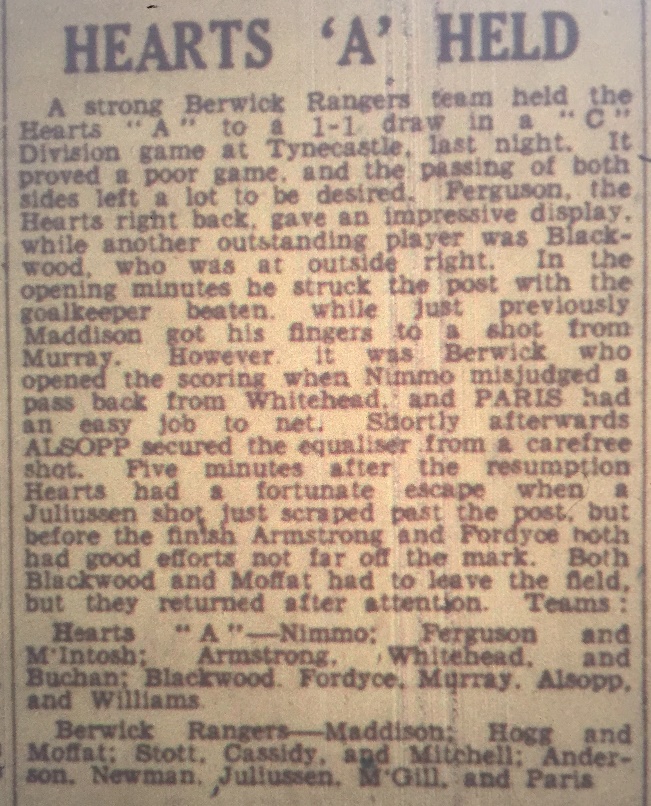 HEARTS 'A' HELD
A strong Berwick Rangers team held the
Hearts "A" to a 1-1 draw in a "C"
Division game at Tynecastle, last night. It
proved a poor game, and the passing of both
sides left a lot to be desired. Ferguson, the
Hearts right back, gave an impressive display,
while another outstanding player was Black-
wood, who was at outside right. In the
opening minutes he struck the post with the
goalkeeper beaten, while just previously
Maddison got his fingers to a shot from
Murray. However, it was Berwick who
opened the scoring when Nimmo misjudged a
pass back from Whitehead, and PARIS had
an easy job to net. Shortly afterwards
ALSOPP secured the equaliser from a carefree
shot. Five minutes after the resumption
Hearts had a fortunate escape when a
Juliussen shot just scraped past the post, but
before the finish Armstrong and Fordyce both
had good efforts not far off the mark. Both
Blackwood and Moffat had to leave the field,
but they returned after attention. Teams:
Hearts "A"—Nimmo; Ferguson and
M'Intosh; Armstrong, Whitehead, and
Buchan; Blackwood, Fordyce, Murray, Alsopp,
and Williams
Berwick Rangers—Maddison; Hogg and
Moffat; Stott, Cassidy, and Mitchell; Ander-
son, Newman, Juliussen, M'Gill, and Paris